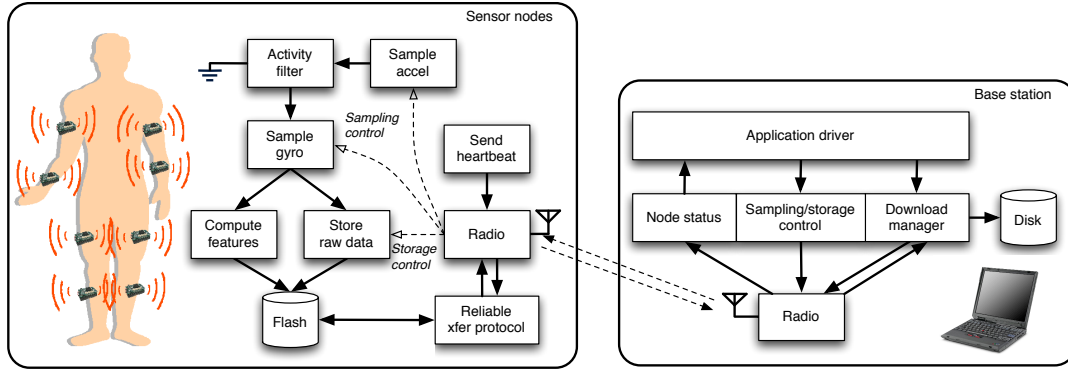 Sensor nodes
Activity
filter
Sample
accel
Sampling
control
Sample
gyro
Send
heartbeat
Compute
features
Store
raw data
Storage
control
Radio
Flash
Reliable
xfer protocol
Base station
Application driver
Node status
Sampling/storage
control
Download
manager
Disk
Radio